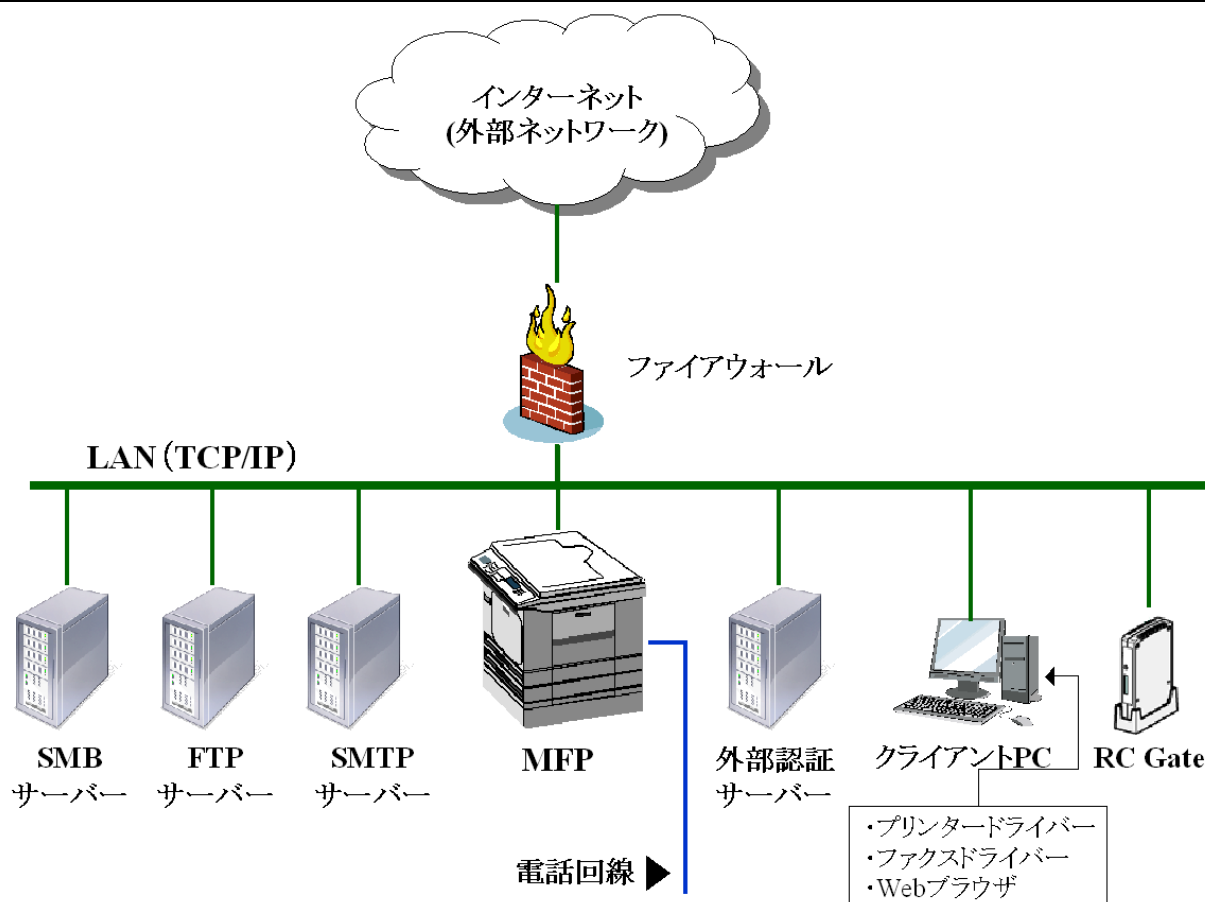 インターネット
(外部ネットワーク)
ファイアウォール
LAN（TCP/IP）
SMB
サーバー
FTP
サーバー
SMTP
サーバー
MFP
外部認証
サーバー
クライアントPC
RC Gate
電話回線 ▶
・プリンタードライバー
・ファクスドライバー
・Webブラウザ